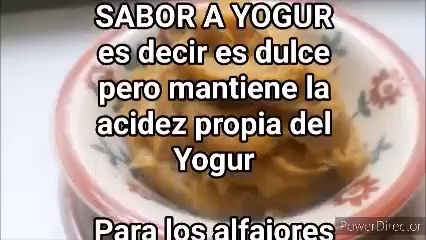 SABOR A YOGUR
es decir es dulce
pero mantiene la
acidez propia del
Yogur
Para los alfajores
PowerDirector